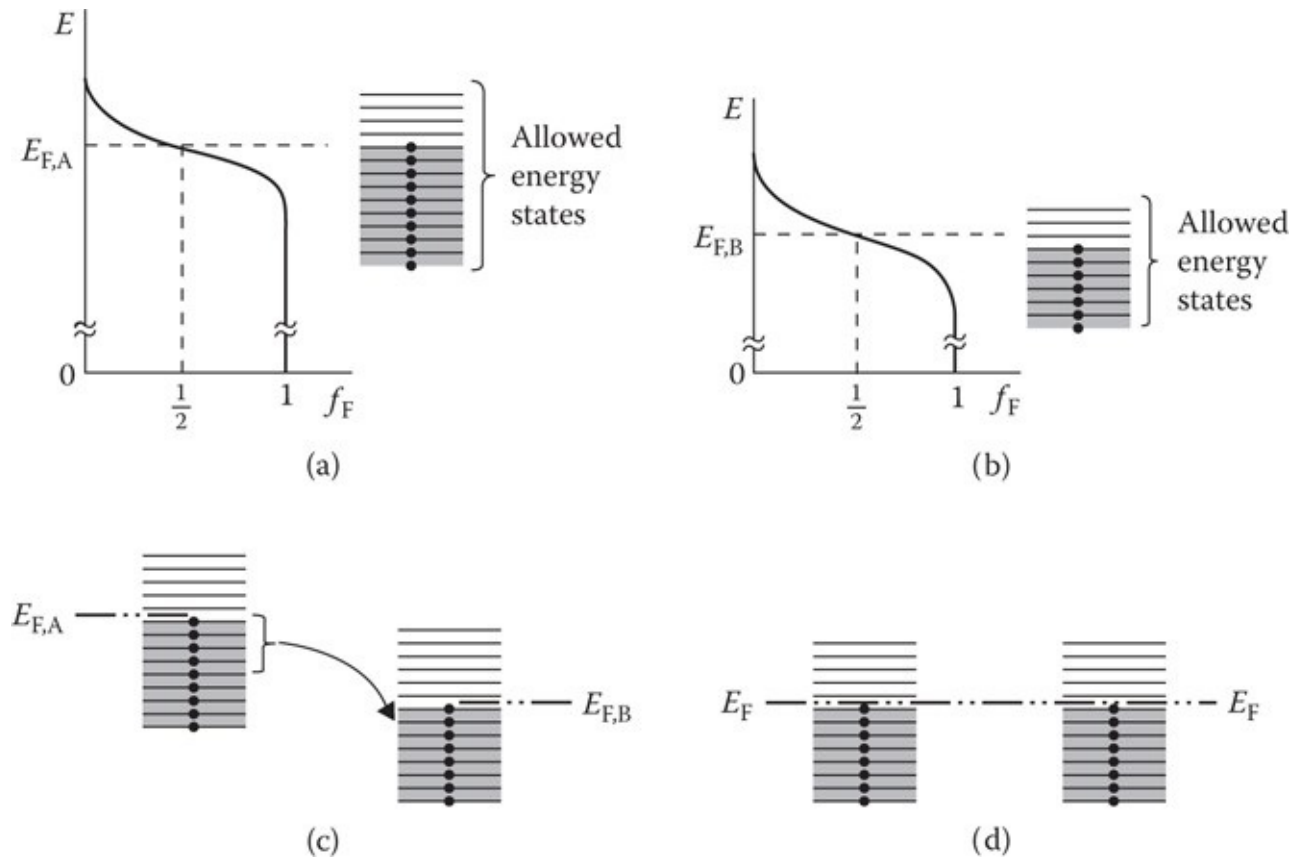 E
E_F,A
Allowed
energy
states
0
1/2
1
f_F
(a)
E
E_F,B
Allowed
energy
states
0
1/2
1
f_F
(b)
E_F,A
E_F,B
(c)
E_F
E_F
(d)